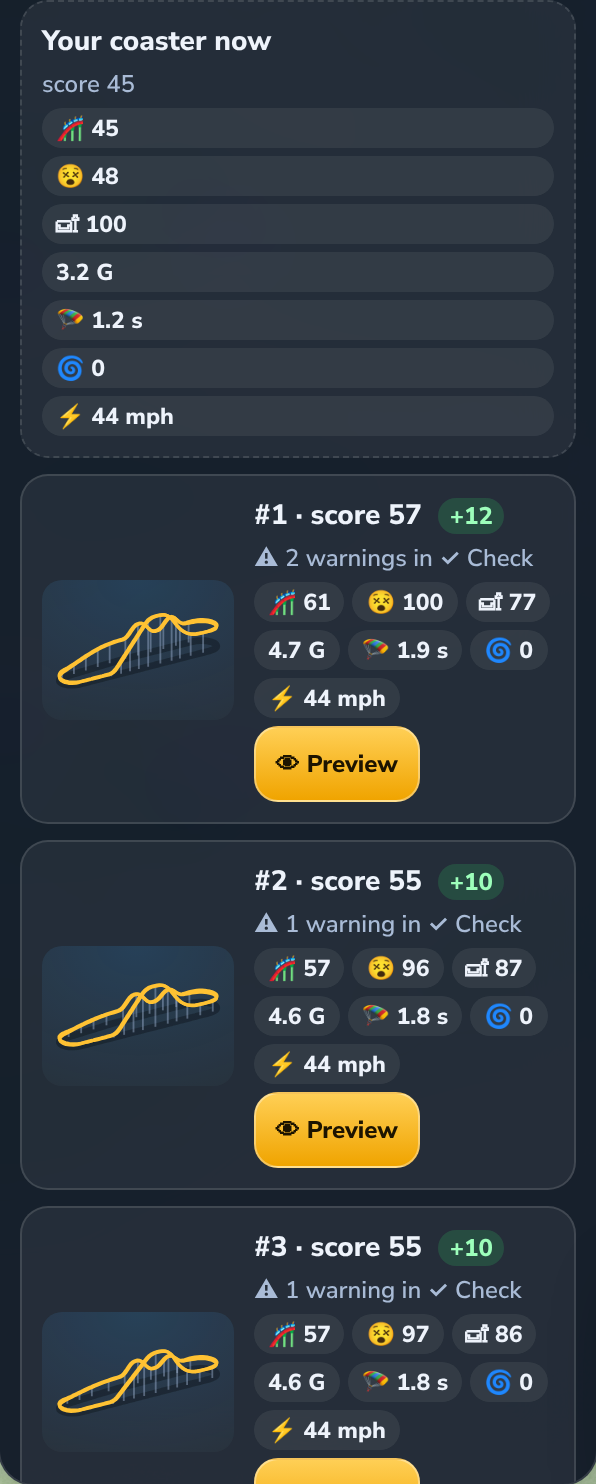 Your coaster now
score 45
🎢 45
😵 48
🛋 100
3.2 G
🪂 1.2 s
🌀 0
⚡ 44 mph
#1 · score 57 +12
⚠ 2 warnings in ✓ Check
🎢 61 😵 100 🛋 77
4.7 G 🪂 1.9 s 🌀 0
⚡ 44 mph
👁 Preview
#2 · score 55 +10
⚠ 1 warning in ✓ Check
🎢 57 😵 96 🛋 87
4.6 G 🪂 1.8 s 🌀 0
⚡ 44 mph
👁 Preview
#3 · score 55 +10
⚠ 1 warning in ✓ Check
🎢 57 😵 97 🛋 86
4.6 G 🪂 1.8 s 🌀 0
⚡ 44 mph